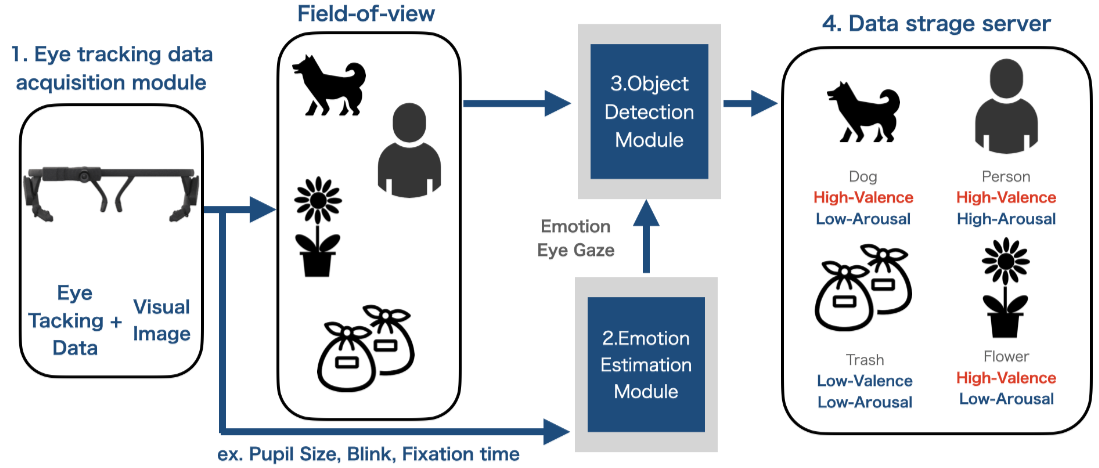 Field-of-view
4. Data strage server
1. Eye tracking data
acquisition module
3.Object
Detection
Module
Dog
High-Valence
Low-Arousal
Person
High-Valence
High-Arousal
Emotion
Eye Gaze
Eye
Tacking +
Data
Visual
Image
2.Emotion
Estimation
Module
Trash
Low-Valence
Low-Arousal
Flower
High-Valence
Low-Arousal
ex. Pupil Size, Blink, Fixation time